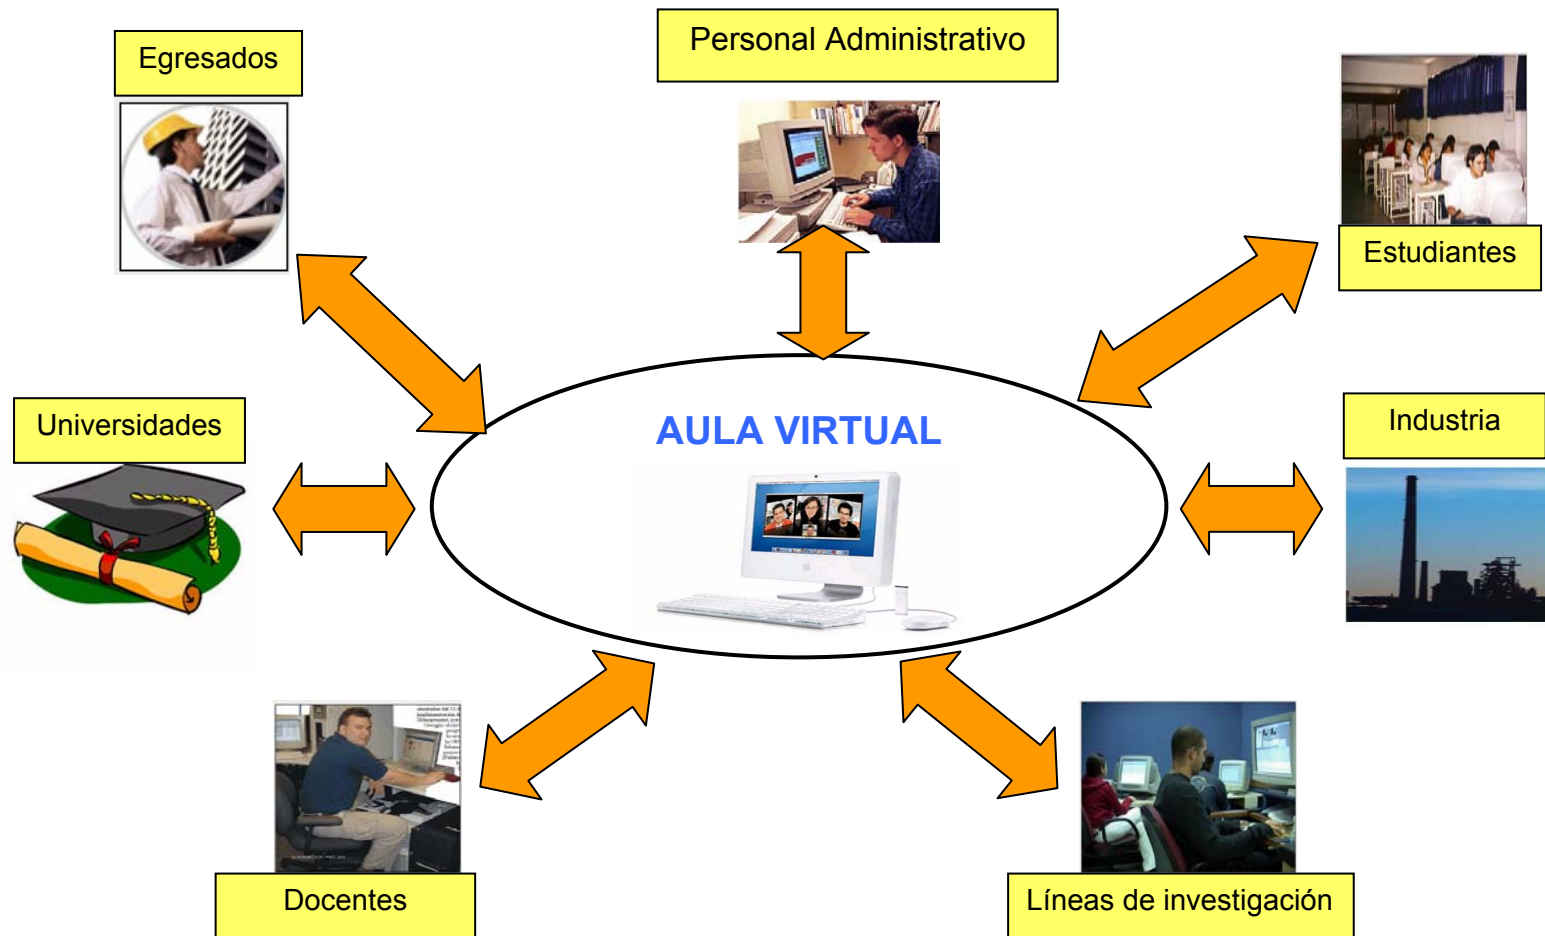 Personal Administrativo
Egresados
Estudiantes
Universidades
AULA VIRTUAL
Industria
Docentes
Líneas de investigación